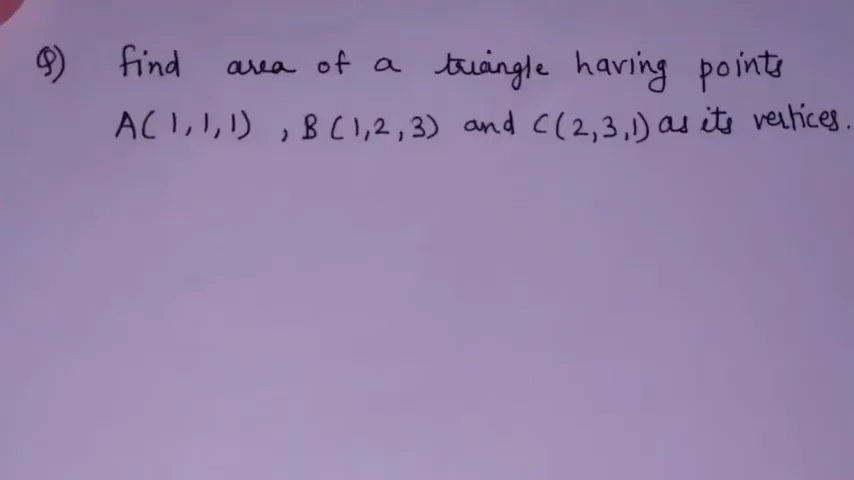 Q) find area of a triangle having points
A(1,1,1) , B(1,2,3) and C(2,3,1) as its vertices.